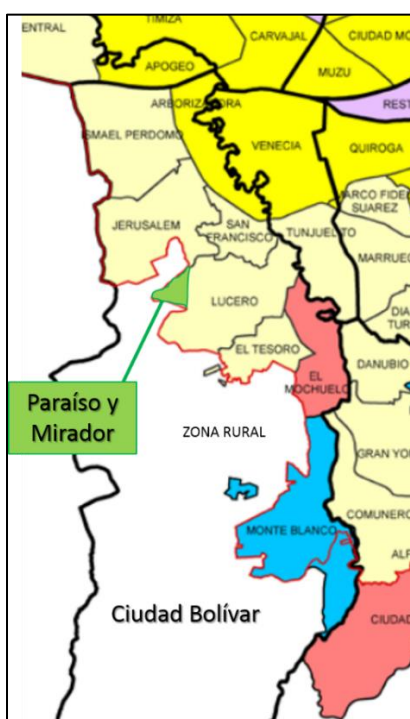 TIMIZA
ENTRAL
CARVAJAL
CIUDAD MO
APOGEO
MUZU
ARBORIZADORA
REST
ISMAEL PERDOMO
VENECIA
QUIROGA
MARCO FIDE
SUAREZ
JERUSALEM
SAN
FRANCISCO
TUNJUELITO
MARRUEC
LUCERO
DIA
TUR
EL TESORO
DANUBIO
EL
MOCHUELO
Paraíso y
Mirador
ZONA RURAL
GRAN YO
COMUNERO
MONTE BLANCO
ALF
Ciudad Bolívar
CIUDAD